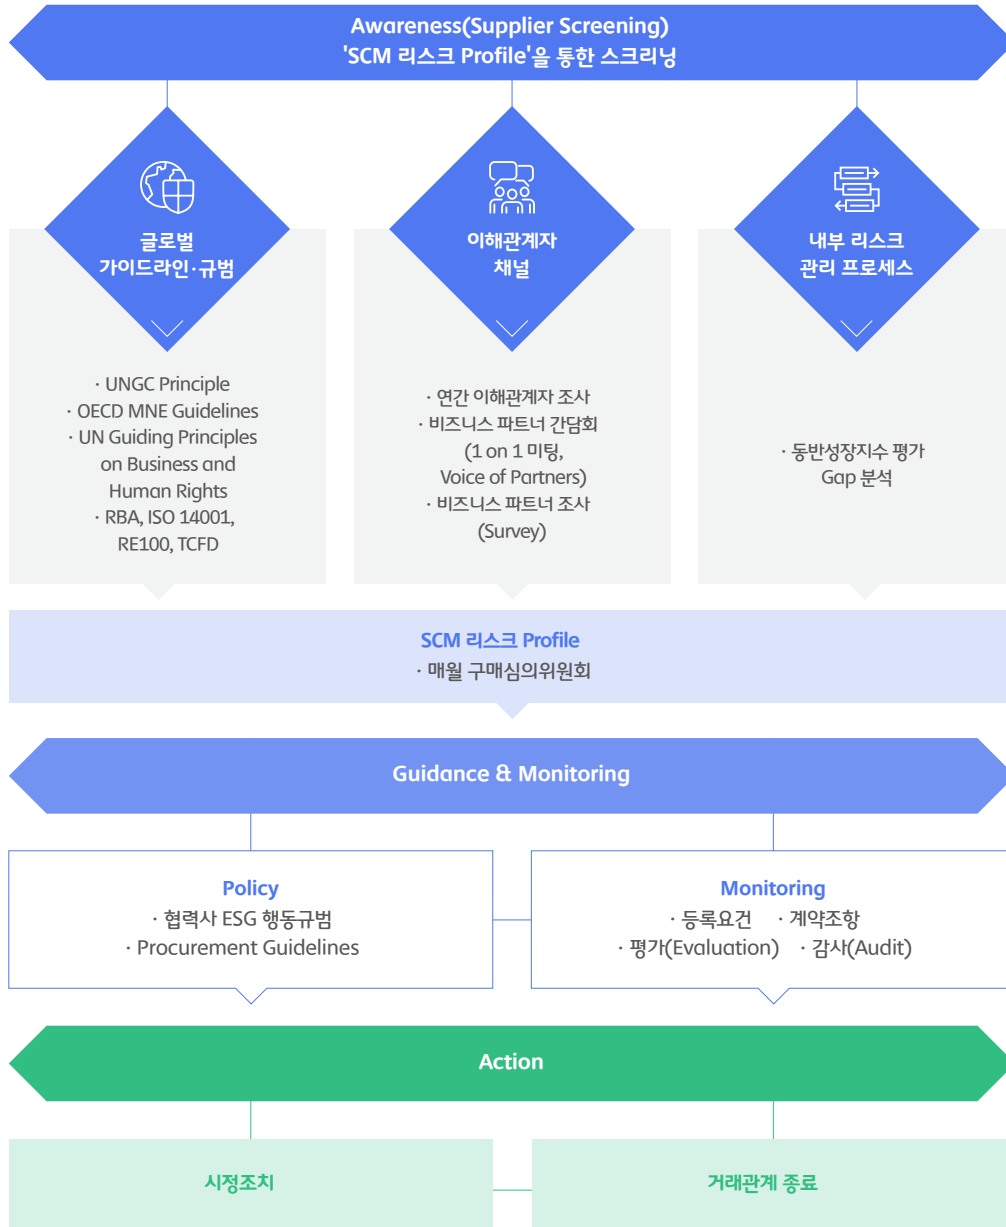 Awareness(Supplier Screening)
'SCM 리스크 Profile'을 통한 스크리닝
글로벌
가이드라인·규범
· UNGC Principle
· OECD MNE Guidelines
· UN Guiding Principles
on Business and
Human Rights
· RBA, ISO 14001,
RE100, TCFD
이해관계자
채널
· 연간 이해관계자 조사
· 비즈니스 파트너 간담회
(1 on 1 미팅,
Voice of Partners)
· 비즈니스 파트너 조사
(Survey)
내부 리스크
관리 프로세스
· 동반성장지수 평가
Gap 분석
SCM 리스크 Profile
· 매월 구매심의위원회
Guidance & Monitoring
Policy
· 협력사 ESG 행동규범
· Procurement Guidelines
Monitoring
· 등록요건 · 계약조항
· 평가(Evaluation) · 감사(Audit)
Action
시정조치
거래관계 종료